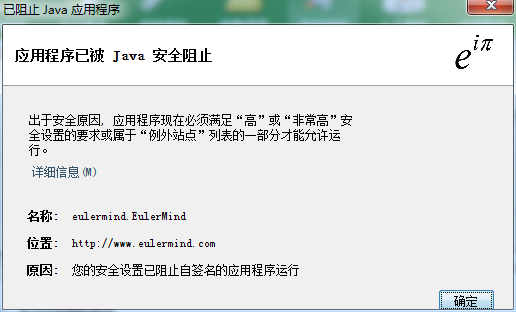 已阻止 Java 应用程序
应用程序已被 Java 安全阻止
e^{iπ}
出于安全原因, 应用程序现在必须满足“高”或“非常高”安
全设置的要求或属于“例外站点”列表的一部分才能允许运
行。
详细信息(M)
名称: eulermind.EulerMind
位置: http://www.eulermind.com
原因: 您的安全设置已阻止自签名的应用程序运行
确定